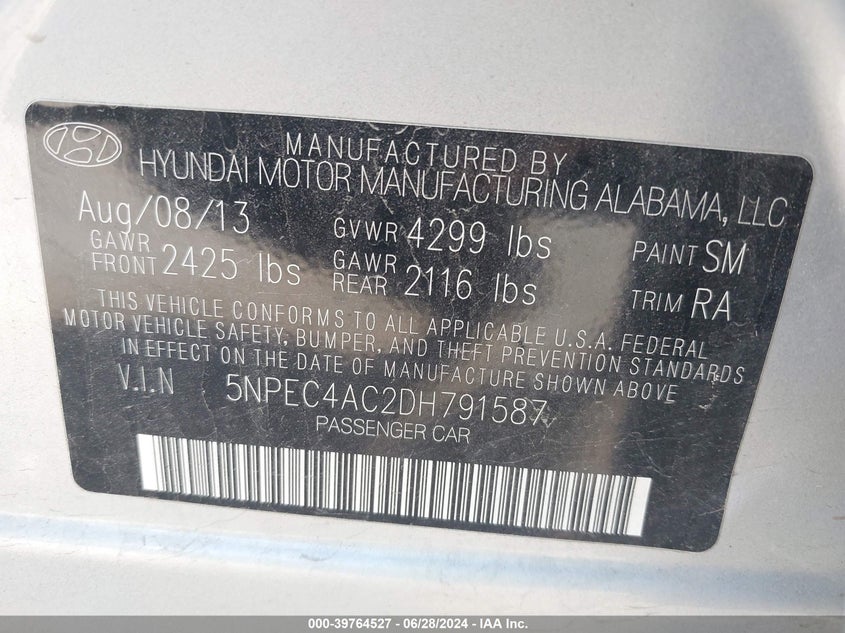 MANUFACTURED BY
HYUNDAI MOTOR MANUFACTURING ALABAMA, LLC
Aug/08/13 GVWR 4299 lbs PAINT SM
GAWR FRONT 2425 lbs GAWR REAR 2116 lbs TRIM RA
THIS VEHICLE CONFORMS TO ALL APPLICABLE U.S.A. FEDERAL
MOTOR VEHICLE SAFETY, BUMPER, AND THEFT PREVENTION STANDARDS
IN EFFECT ON THE DATE OF MANUFACTURE SHOWN ABOVE
V.I.N 5NPEC4AC2DH791587
PASSENGER CAR
000-39764527 - 06/28/2024 - IAA Inc.